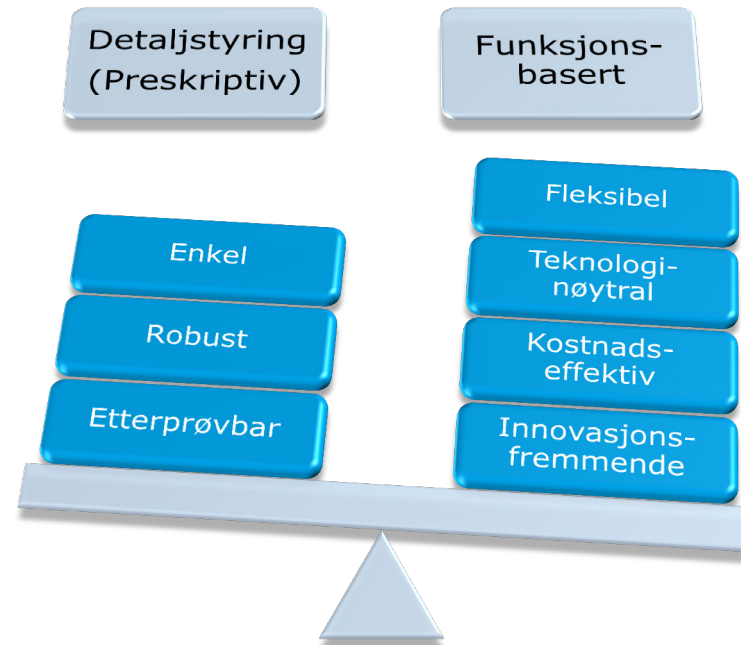 Detaljstyring
(Preskriptiv)
Funksjons-
basert
Enkel
Robust
Etterprøvbar
Fleksibel
Teknologi-
nøytral
Kostnads-
effektiv
Innovasjons-
fremmende